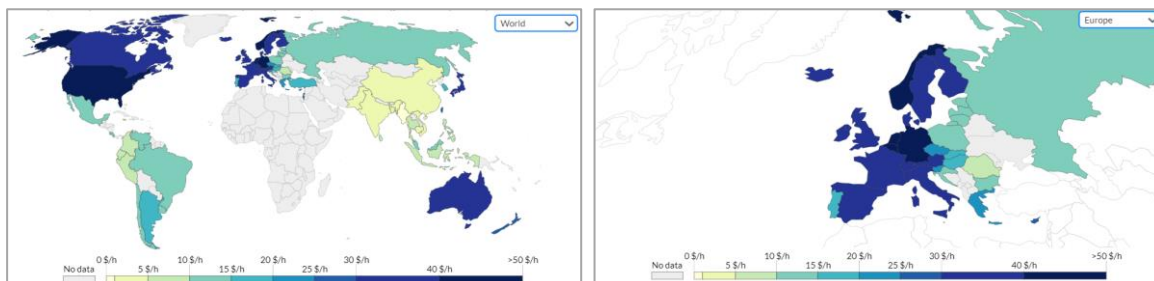 World
Europe
No data
0 $/h
5 $/h
10 $/h
15 $/h
20 $/h
25 $/h
30 $/h
40 $/h
>50 $/h
No data
0 $/h
5 $/h
10 $/h
15 $/h
20 $/h
25 $/h
30 $/h
40 $/h
>50 $/h